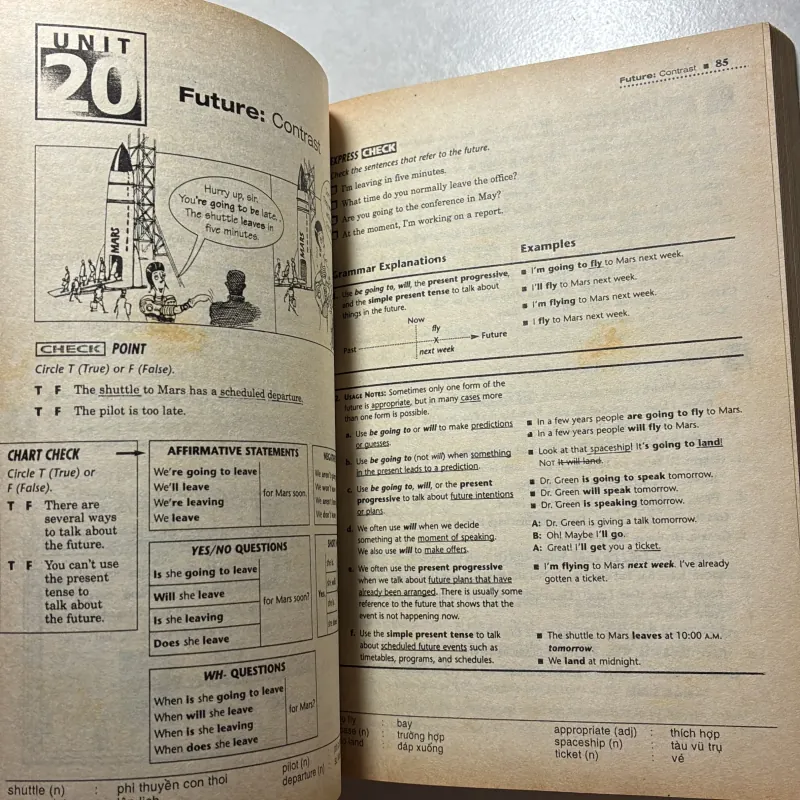 UNIT
20
Future: Contrast
Hurry up, sir.
You're going to be late.
The shuttle leaves in
five minutes.
MARS
MARS
CHECK POINT
Circle T (True) or F (False).
T F The shuttle to Mars has a scheduled departure.
T F The pilot is too late.
CHART CHECK
Circle T (True) or
F (False).
T F There are
several ways
to talk about
the future.
T F You can't use
the present
tense to
talk about
the future.
AFFIRMATIVE STATEMENTS
We're going to leave
We'll leave
We're leaving
We leave
for Mars soon.
YES/NO QUESTIONS
Is she going to leave
Will she leave
Is she leaving
Does she leave
for Mars soon?
Yes,
WH- QUESTIONS
When is she going to leave
When will she leave
When is she leaving
When does she leave
for Mars?
shuttle (n) : phi thuyền con thoi
pilot (n)
departure (n)
Future: Contrast ■ 85
EXPRESS CHECK
Check the sentences that refer to the future.
I'm leaving in five minutes.
What time do you normally leave the office?
Are you going to the conference in May?
At the moment, I'm working on a report.
Grammar Explanations
Examples
Use be going to, will, the present progressive,
and the simple present tense to talk about
things in the future.
Now
fly
Past
X
Future
next week
■ I'm going to fly to Mars next week.
■ I'll fly to Mars next week.
■ I'm flying to Mars next week.
■ I fly to Mars next week.
USAGE NOTES: Sometimes only one form of the
future is appropriate, but in many cases more
than one form is possible.
a. Use be going to or will to make predictions
or guesses.
■ In a few years people are going to fly to Mars.
■ In a few years people will fly to Mars.
b. Use be going to (not will) when something
in the present leads to a prediction.
■ Look at that spaceship! It's going to land!
NOT it will land.
c. Use be going to, will, or the present
progressive to talk about future intentions
or plans.
■ Dr. Green is going to speak tomorrow.
■ Dr. Green will speak tomorrow.
■ Dr. Green is speaking tomorrow.
d. We often use will when we decide
something at the moment of speaking.
We also use will to make offers.
A: Dr. Green is giving a talk tomorrow.
B: Oh! Maybe I'll go.
A: Great! I'll get you a ticket.
e. We often use the present progressive
when we talk about future plans that have
already been arranged. There is usually some
reference to the future that shows that the
event is not happening now.
■ I'm flying to Mars next week. I've already
gotten a ticket.
f. Use the simple present tense to talk
about scheduled future events such as
timetables, programs, and schedules.
■ The shuttle to Mars leaves at 10:00 A.M.
tomorrow.
■ We land at midnight.
fly : bay
(n) : trường hợp
land : đáp xuống
appropriate (adj) : thích hợp
spaceship (n) : tàu vũ trụ
ticket (n) : vé